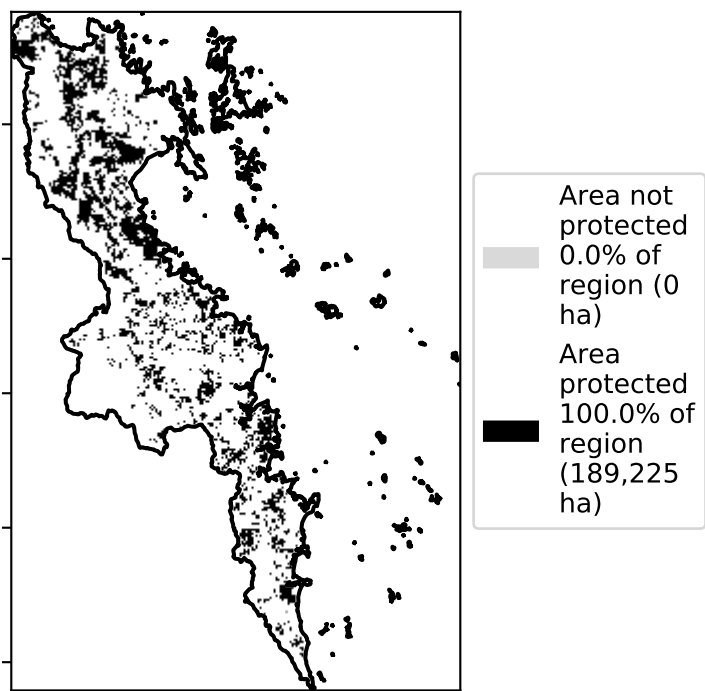 Area not
protected
0.0% of
region (0
ha)
Area
protected
100.0% of
region
(189,225
ha)